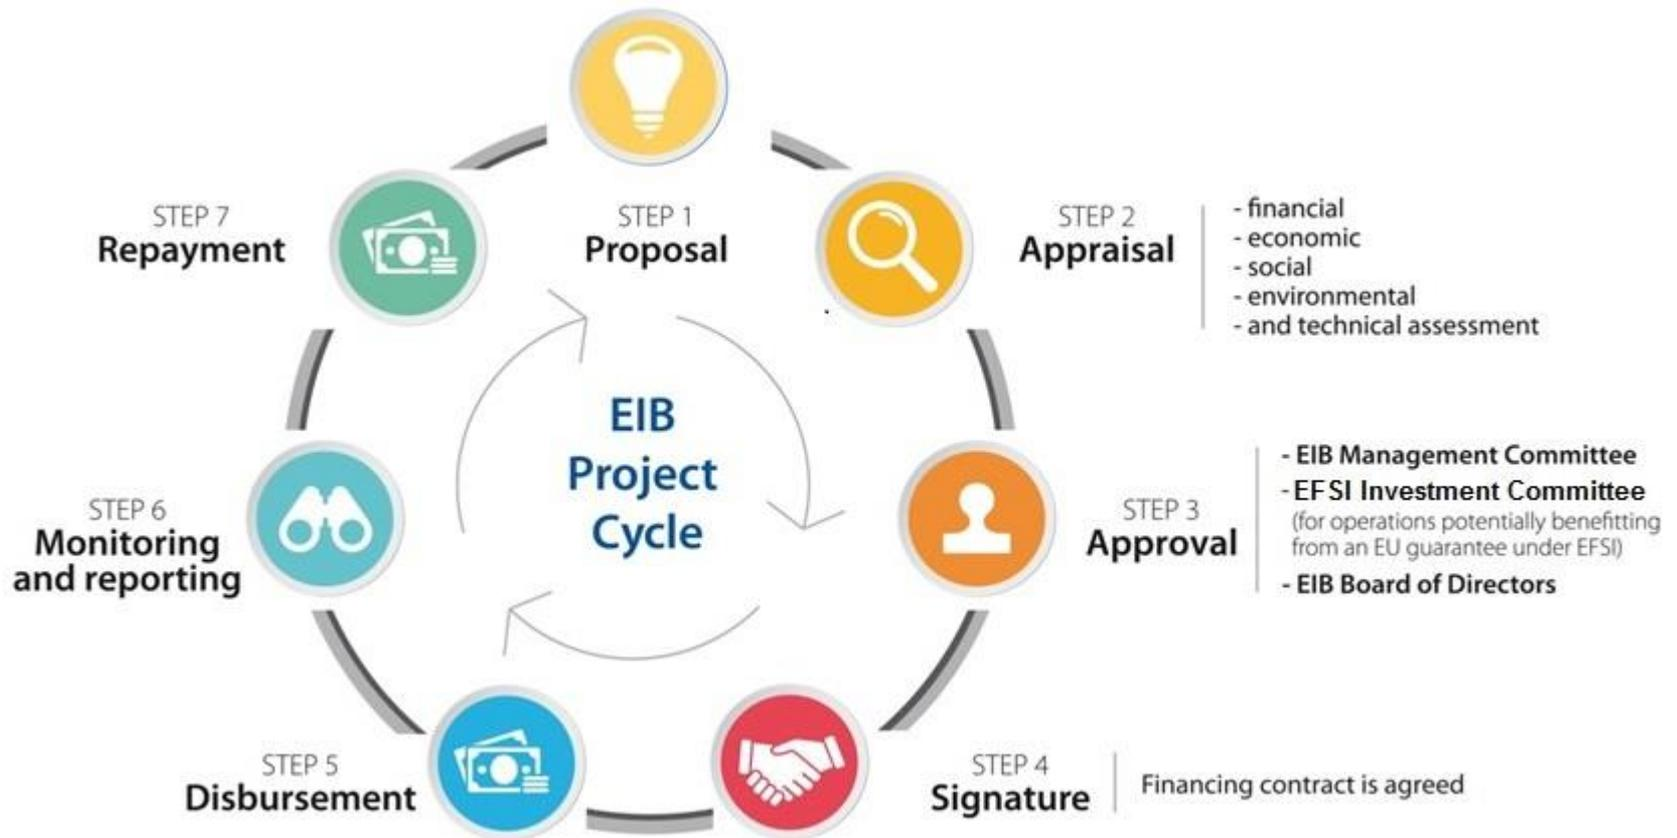 STEP 1
Proposal
STEP 2
Appraisal
- financial
- economic
- social
- environmental
- and technical assessment
STEP 3
Approval
- EIB Management Committee
- EFSI Investment Committee
(for operations potentially benefitting
from an EU guarantee under EFSI)
- EIB Board of Directors
STEP 4
Signature
Financing contract is agreed
STEP 5
Disbursement
STEP 6
Monitoring
and reporting
STEP 7
Repayment
EIB
Project
Cycle